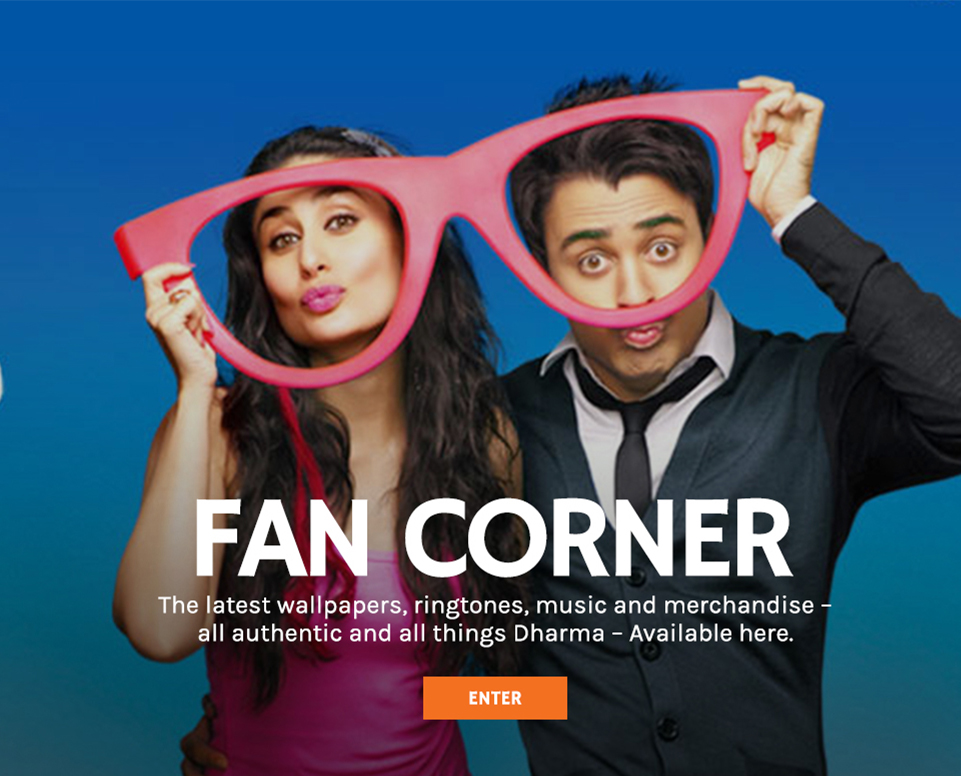 FAN CORNER
The latest wallpapers, ringtones, music and merchandise –
all authentic and all things Dharma – Available here.
ENTER